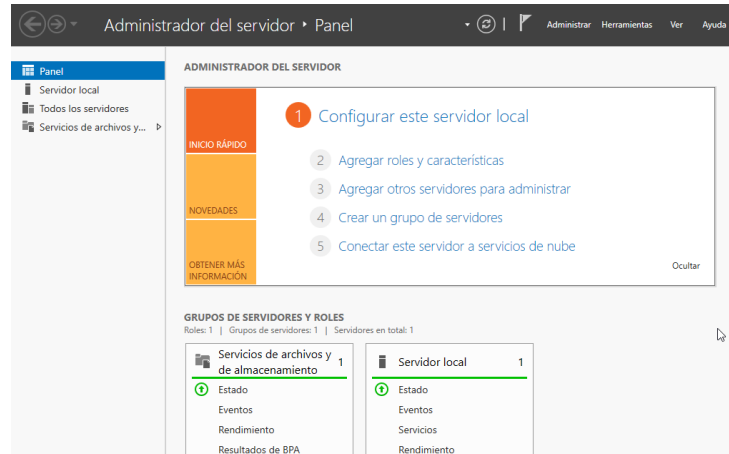 Administrador del servidor ‣ Panel
Administrar Herramientas Ver Ayuda
Panel
Servidor local
Todos los servidores
Servicios de archivos y...
ADMINISTRADOR DEL SERVIDOR
INICIO RÁPIDO
NOVEDADES
OBTENER MÁS
INFORMACIÓN
1 Configurar este servidor local
2 Agregar roles y características
3 Agregar otros servidores para administrar
4 Crear un grupo de servidores
5 Conectar este servidor a servicios de nube
Ocultar
GRUPOS DE SERVIDORES Y ROLES
Roles: 1 | Grupos de servidores: 1 | Servidores en total: 1
Servicios de archivos y
de almacenamiento
1
Estado
Eventos
Rendimiento
Resultados de BPA
Servidor local 1
Estado
Eventos
Servicios
Rendimiento